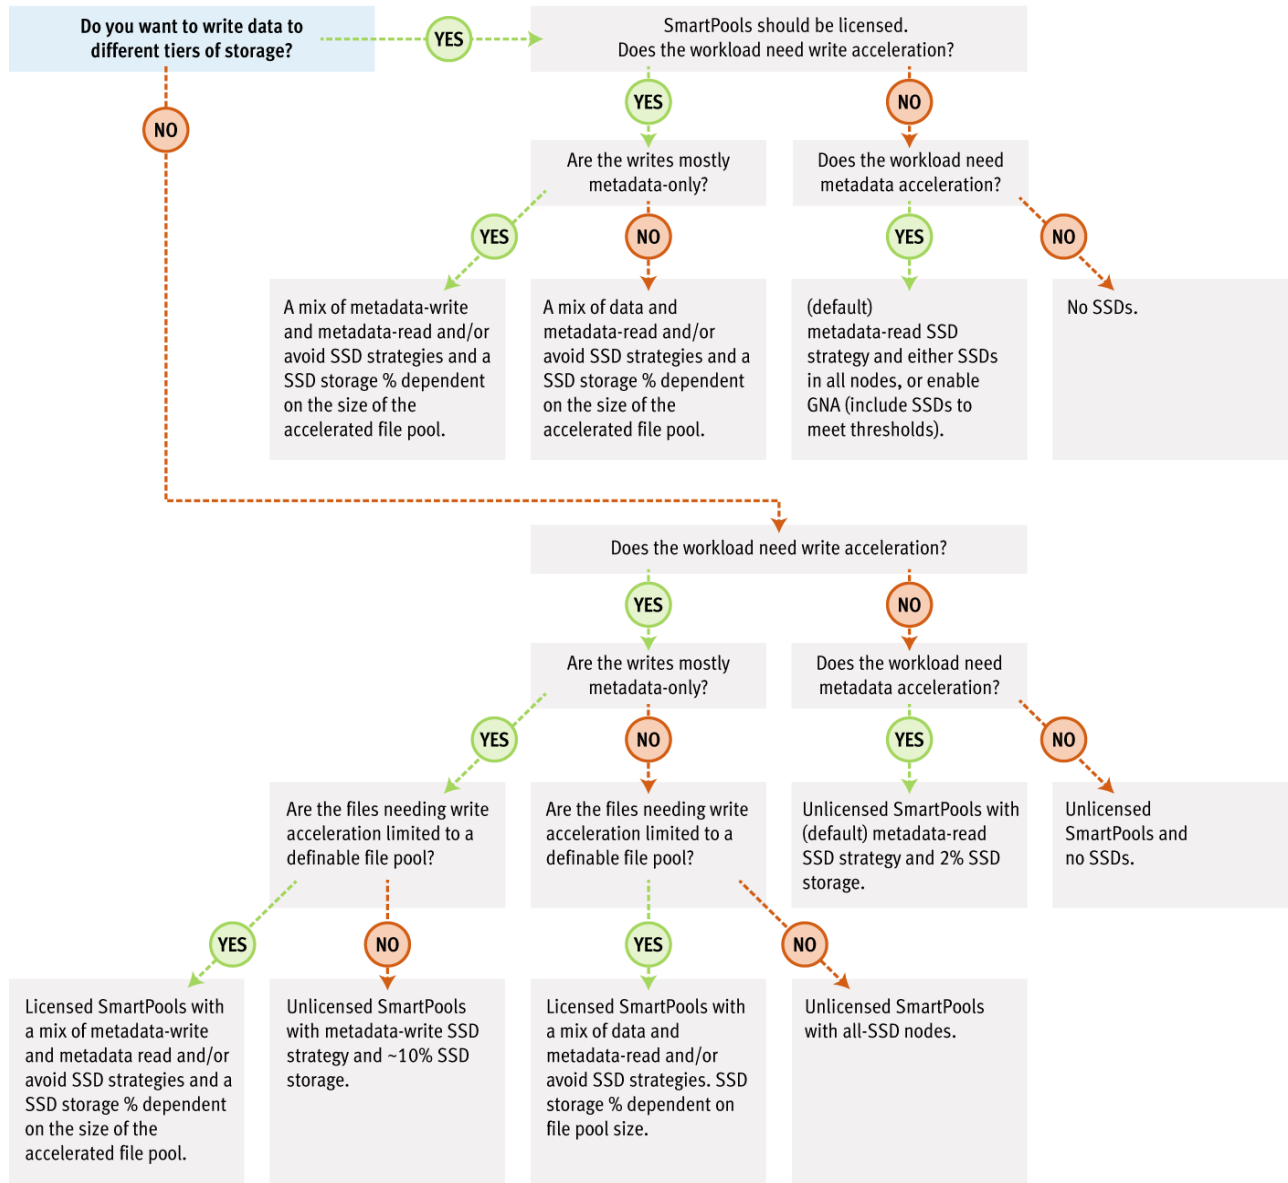 Do you want to write data to
different tiers of storage?
YES
SmartPools should be licensed.
Does the workload need write acceleration?
NO
YES
NO
Are the writes mostly
metadata-only?
Does the workload need
metadata acceleration?
YES
NO
YES
NO
A mix of metadata-write
and metadata-read and/or
avoid SSD strategies and a
SSD storage % dependent
on the size of the
accelerated file pool.
A mix of data and
metadata-read and/or
avoid SSD strategies and a
SSD storage % dependent
on the size of the
accelerated file pool.
(default)
metadata-read SSD
strategy and either SSDs
in all nodes, or enable
GNA (include SSDs to
meet thresholds).
No SSDs.
Does the workload need write acceleration?
YES
NO
Are the writes mostly
metadata-only?
Does the workload need
metadata acceleration?
YES
NO
YES
NO
Are the files needing write
acceleration limited to a
definable file pool?
Are the files needing write
acceleration limited to a
definable file pool?
Unlicensed SmartPools with
(default) metadata-read
SSD strategy and 2% SSD
storage.
Unlicensed
SmartPools and
no SSDs.
YES
NO
YES
NO
Licensed SmartPools with
a mix of metadata-write
and metadata read and/or
avoid SSD strategies and a
SSD storage % dependent
on the size of the
accelerated file pool.
Unlicensed SmartPools
with metadata-write SSD
strategy and ~10% SSD
storage.
Licensed SmartPools with
a mix of data and
metadata-read and/or
avoid SSD strategies. SSD
storage % dependent on
file pool size.
Unlicensed SmartPools
with all-SSD nodes.